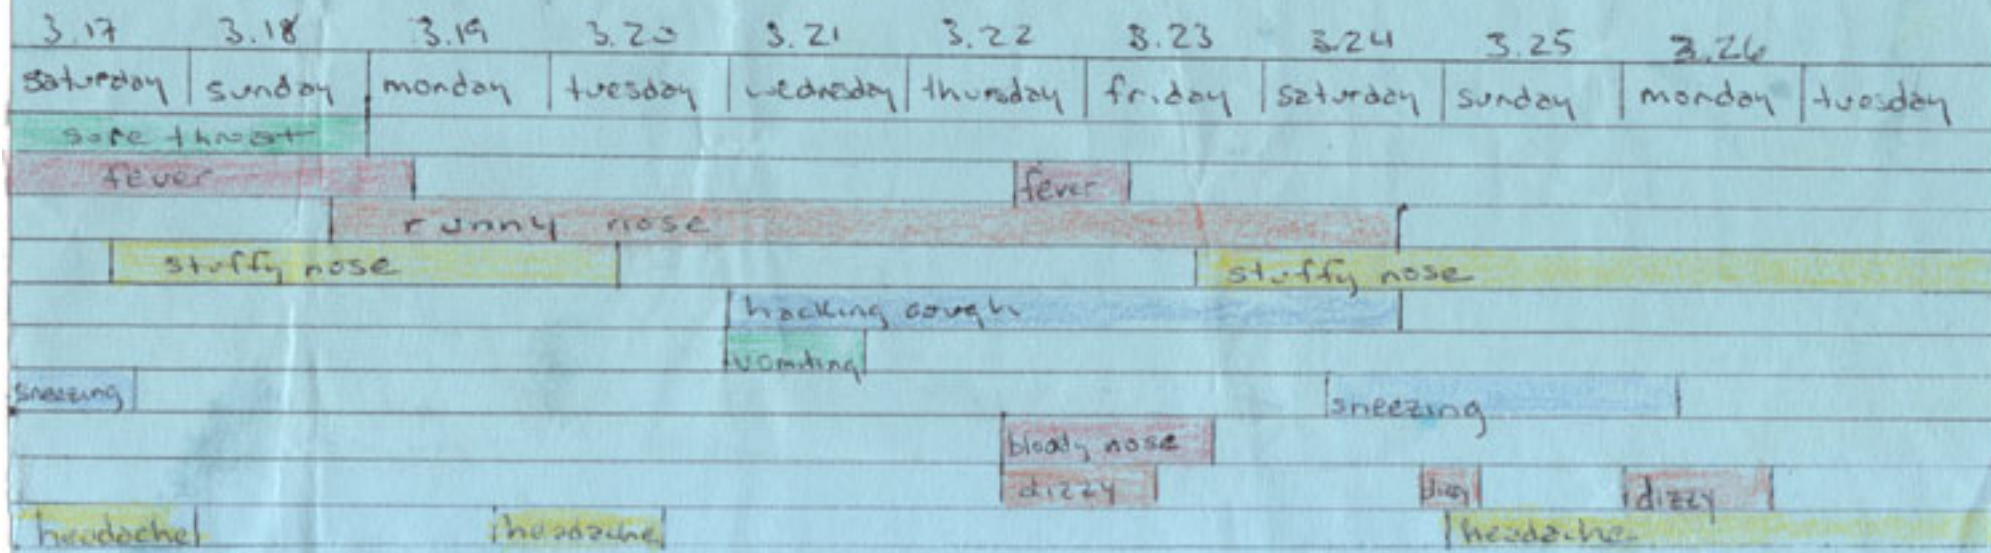 3.17 3.18 3.19 3.20 3.21 3.22 3.23 3.24 3.25 3.26
saturday sunday monday tuesday wednesday thursday friday saturday sunday monday tuesday
sore throat
fever fever
runny nose
stuffy nose stuffy nose
hacking cough
vomiting
sneezing sneezing
bloody nose
dizzy dizzy dizzy
headache headache headache